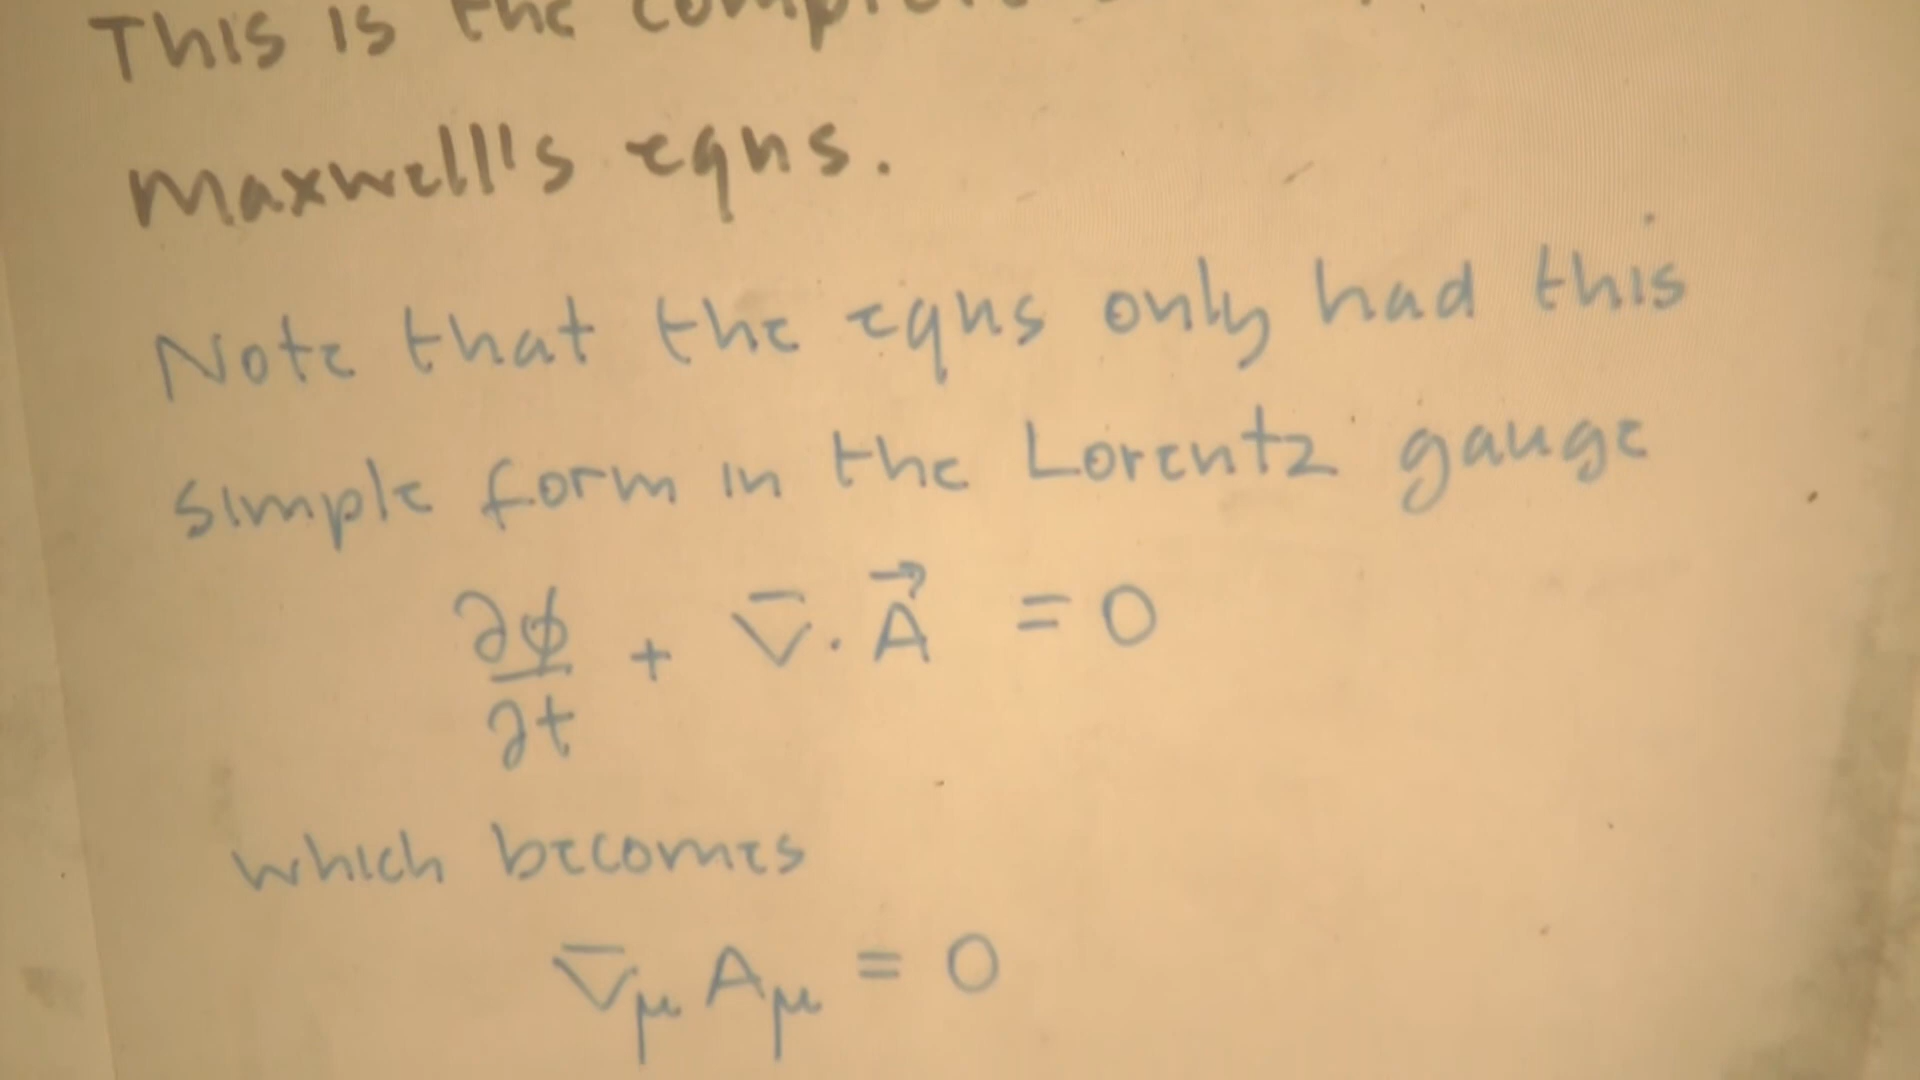 This is the
Maxwell's eqns.
Note that the eqns only had this
simple form in the Lorentz gauge
∂ϕ/∂t + ∇·A⃗ = 0
which becomes
∇μ Aμ = 0